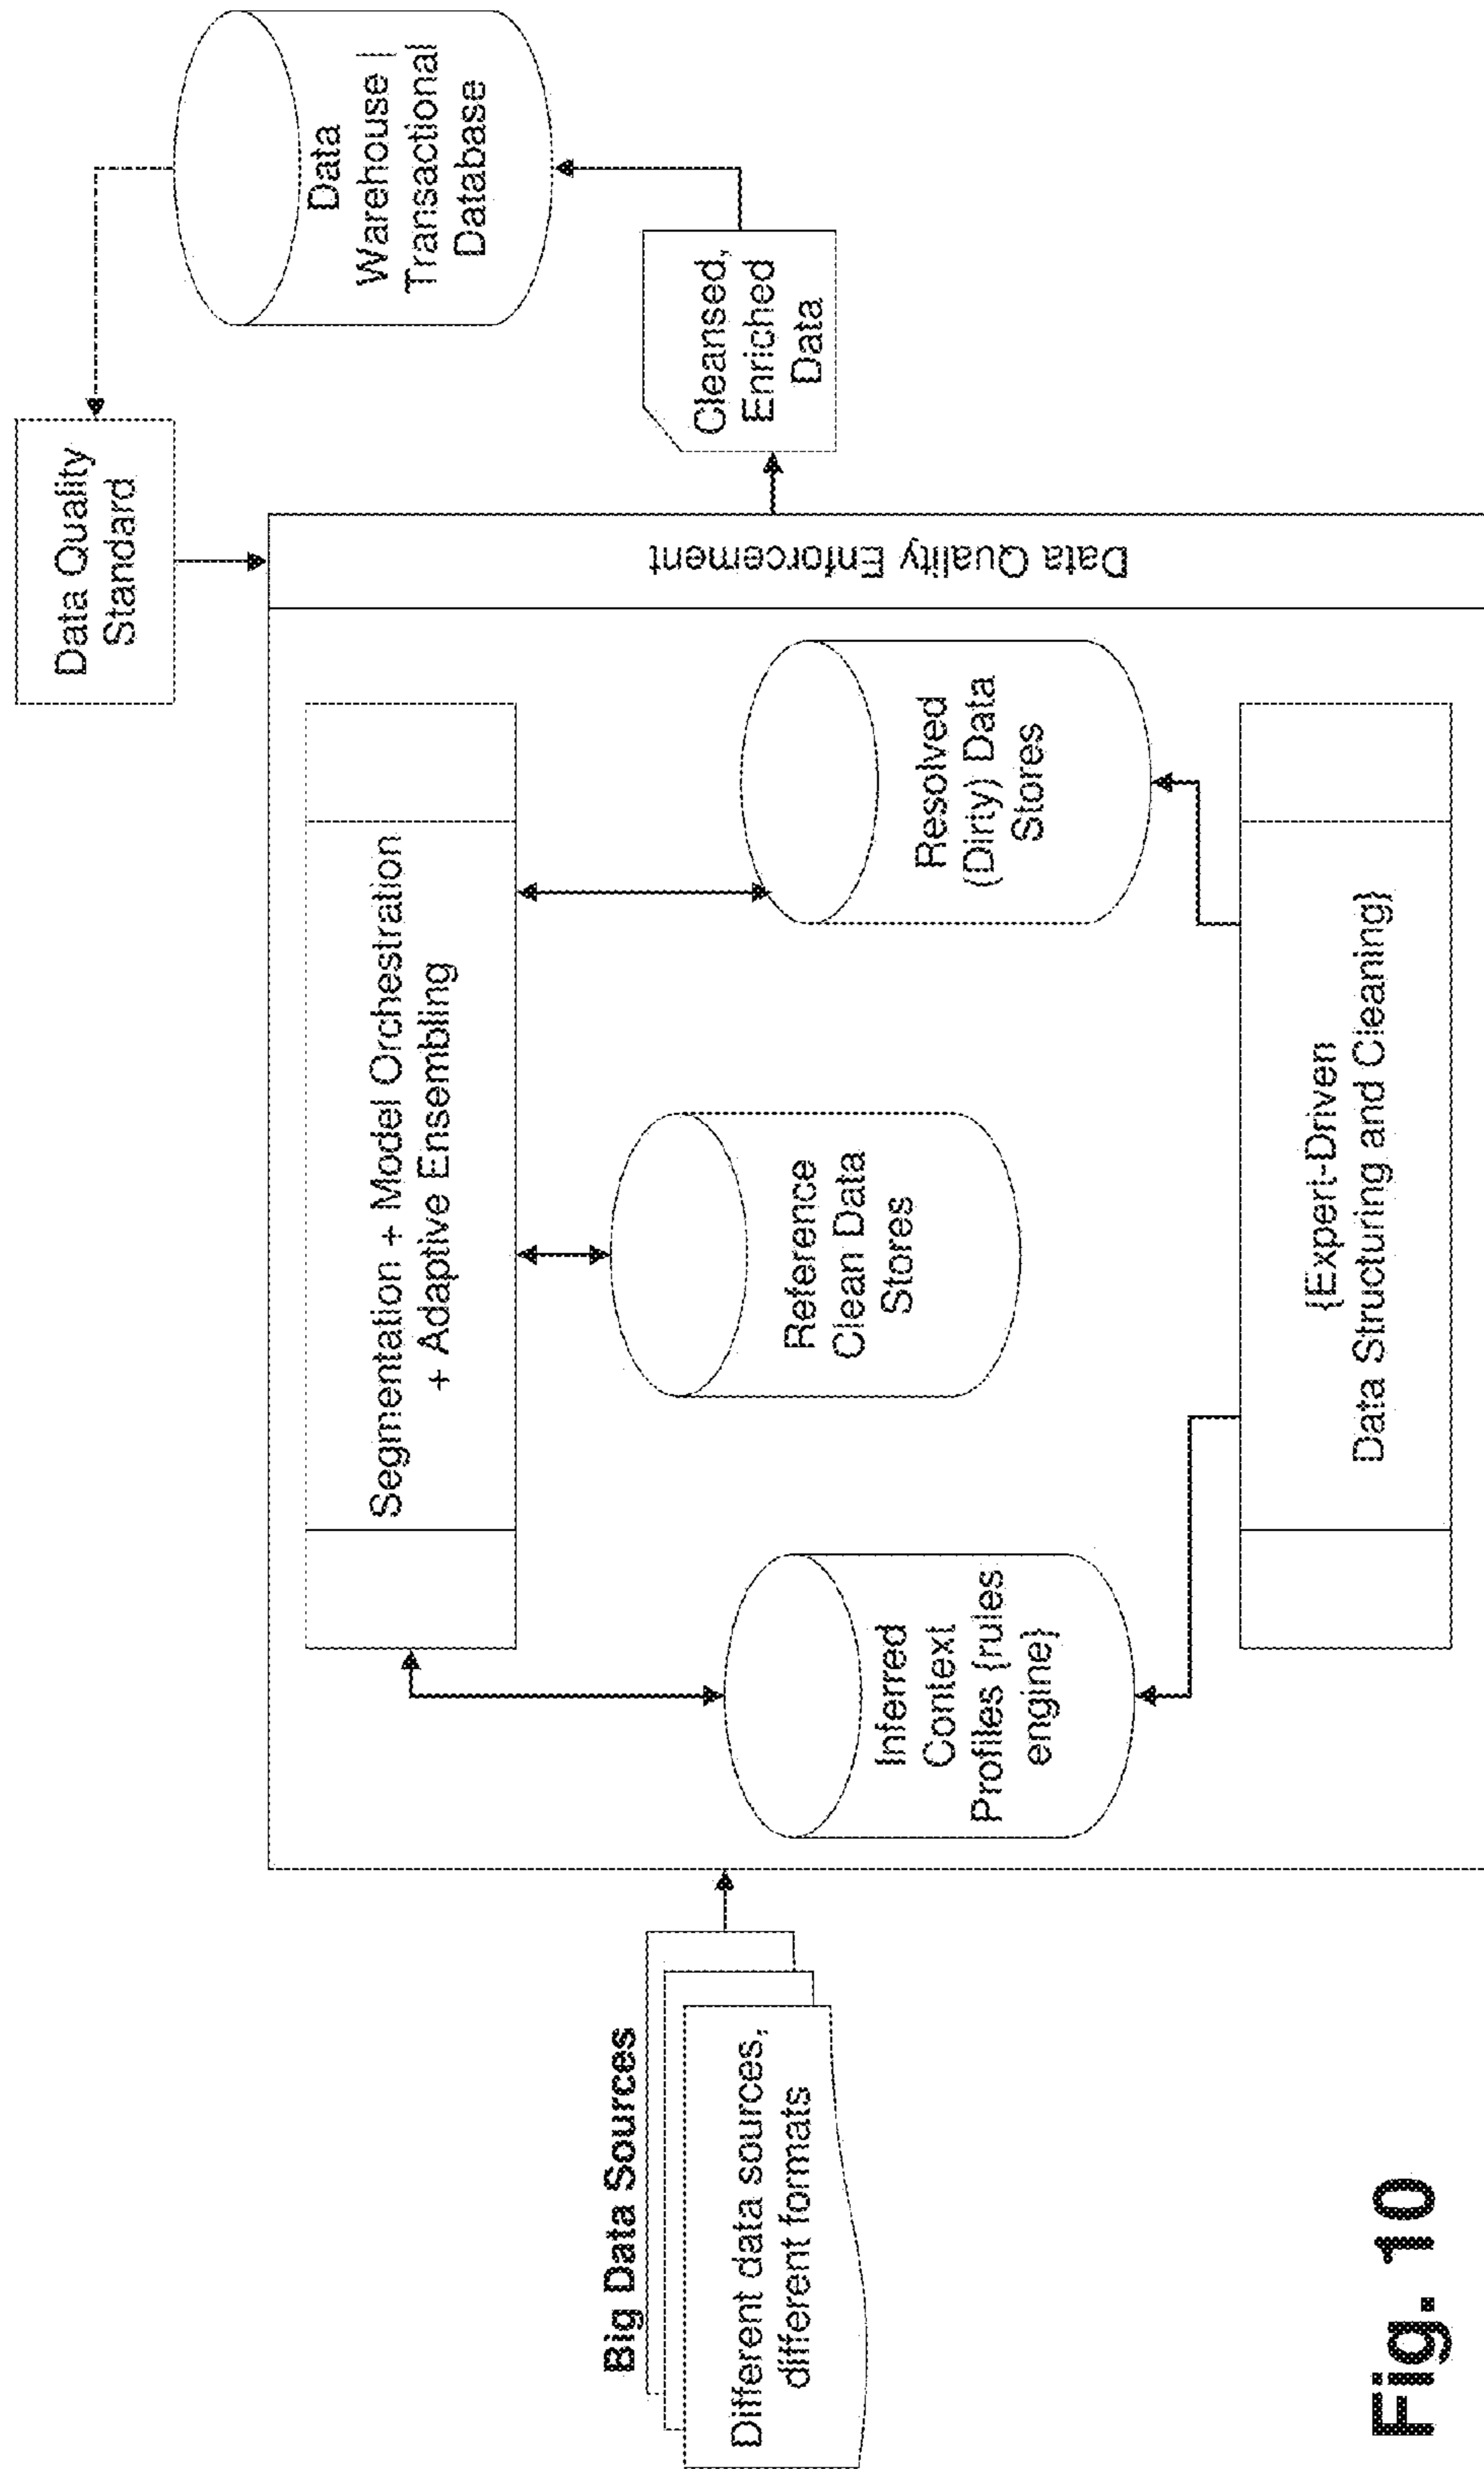 Big Data Sources
Different data sources,
different formats
Segmentation + Model Orchestration
+ Adaptive Ensembling
Inferred
Context
Profiles {rules
engine}
Reference
Clean Data
Stores
Resolved
(Dirty) Data
Stores
{Expert-Driven
Data Structuring and Cleaning}
Data Quality Enforcement
Data Quality
Standard
Cleansed,
Enriched
Data
Data
Warehouse |
Transactional
Database
Fig. 10